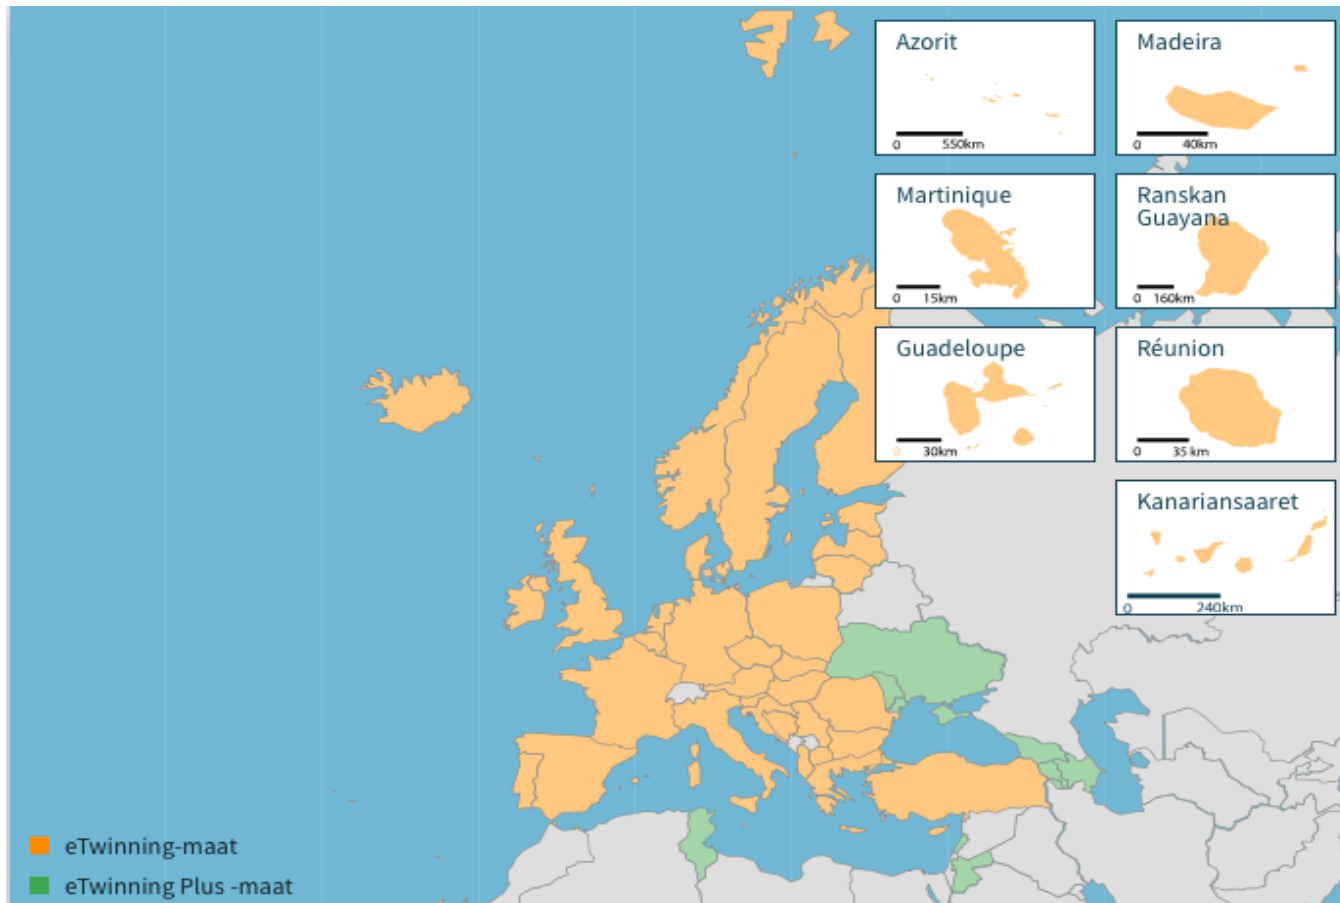 Azorit
0 550km
Madeira
0 40km
Martinique
0 15km
Ranskan
Guayana
0 160km
Guadeloupe
0 30km
Réunion
0 35 km
Kanariansaaret
0 240km
eTwinning-maat
eTwinning Plus -maat